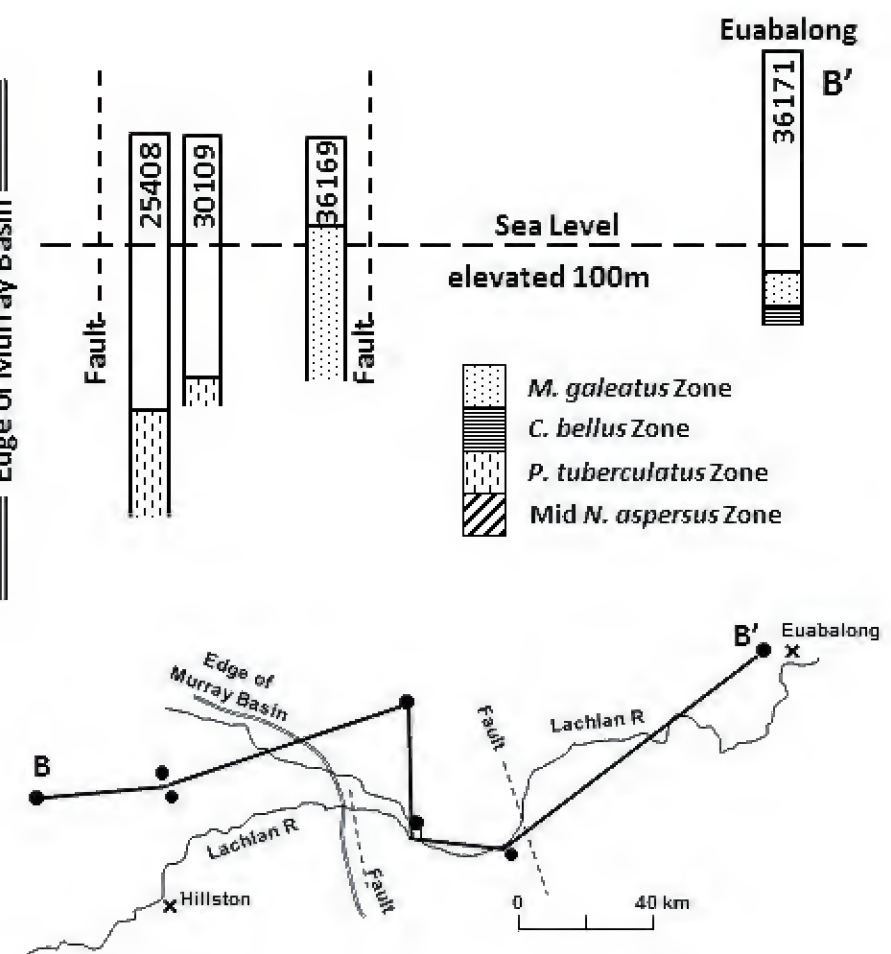 Euabalong
36171
B'
Edge of Murray Basin
25408
30109
36169
Fault
Fault
Sea Level
elevated 100m
M. galeatus Zone
C. bellus Zone
P. tuberculatus Zone
Mid N. aspersus Zone
B' Euabalong
Edge of
Murray Basin
Fault
Lachlan R
B
Lachlan R
Fault
Hillston
0 40 km